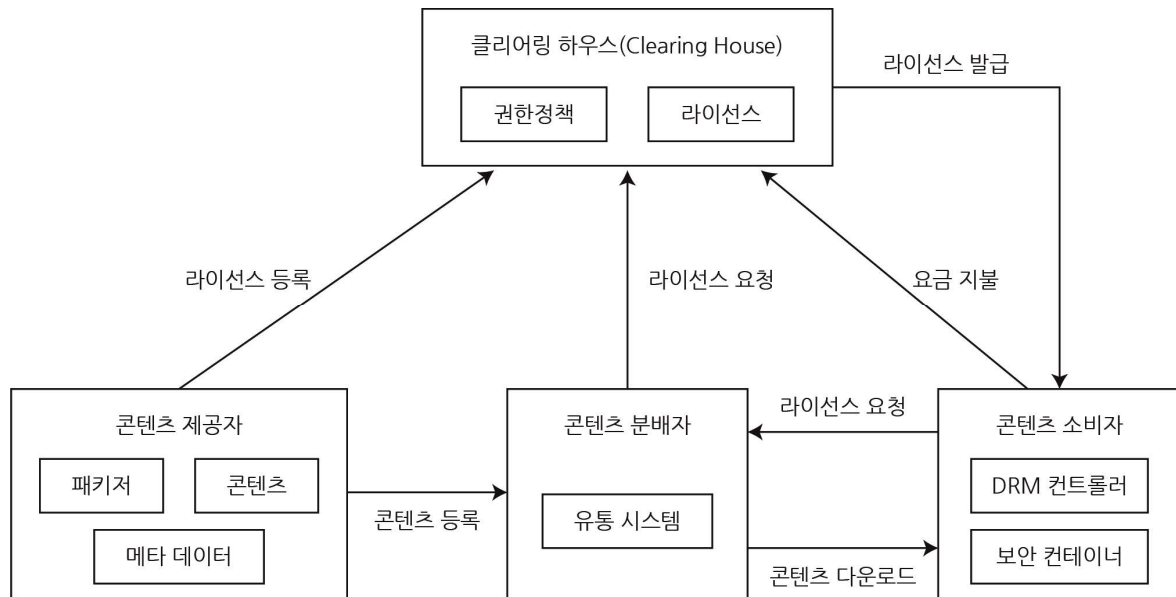 클리어링 하우스(Clearing House)
라이선스 발급
권한정책
라이선스
라이선스 등록
라이선스 요청
요금 지불
콘텐츠 제공자
콘텐츠 분배자
라이선스 요청
콘텐츠 소비자
패키저
콘텐츠
DRM 컨트롤러
콘텐츠 등록
유통 시스템
메타 데이터
보안 컨테이너
콘텐츠 다운로드